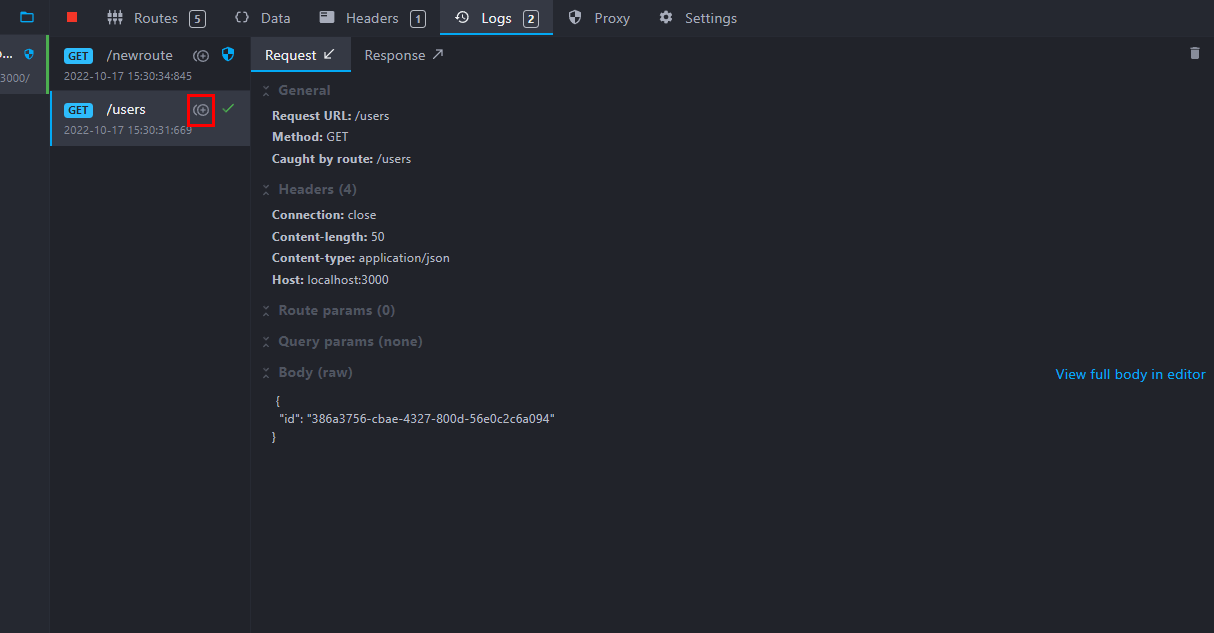 Routes 5 Data Headers 1 Logs 2 Proxy Settings
... 
3000/
GET /newroute
2022-10-17 15:30:34:845
GET /users
2022-10-17 15:30:31:669
Request Response
General
Request URL: /users
Method: GET
Caught by route: /users
Headers (4)
Connection: close
Content-length: 50
Content-type: application/json
Host: localhost:3000
Route params (0)
Query params (none)
Body (raw)
View full body in editor
{
"id": "386a3756-cbae-4327-800d-56e0c2c6a094"
}